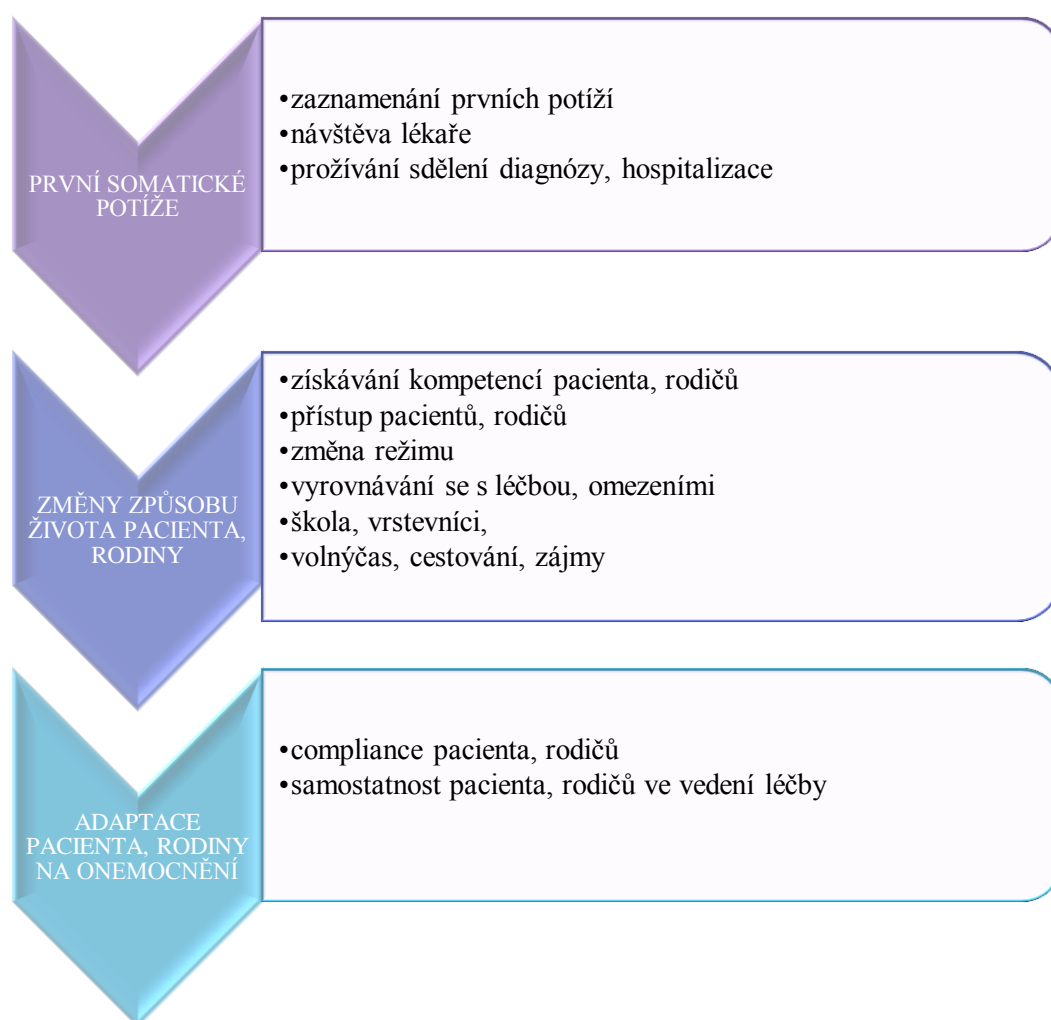 PRVNÍ SOMATICKÉ
POTÍŽE
•zaznamenání prvních potíží
•návštěva lékaře
•prožívání sdělení diagnózy, hospitalizace
ZMĚNY ZPŮSOBU
ŽIVOTA PACIENTA,
RODINY
•získávání kompetencí pacienta, rodičů
•přístup pacientů, rodičů
•změna režimu
•vyrovnávání se s léčbou, omezeními
•škola, vrstevníci,
•volnýčas, cestování, zájmy
ADAPTACE
PACIENTA, RODINY
NA ONEMOCNĚNÍ
•compliance pacienta, rodičů
•samostatnost pacienta, rodičů ve vedení léčby